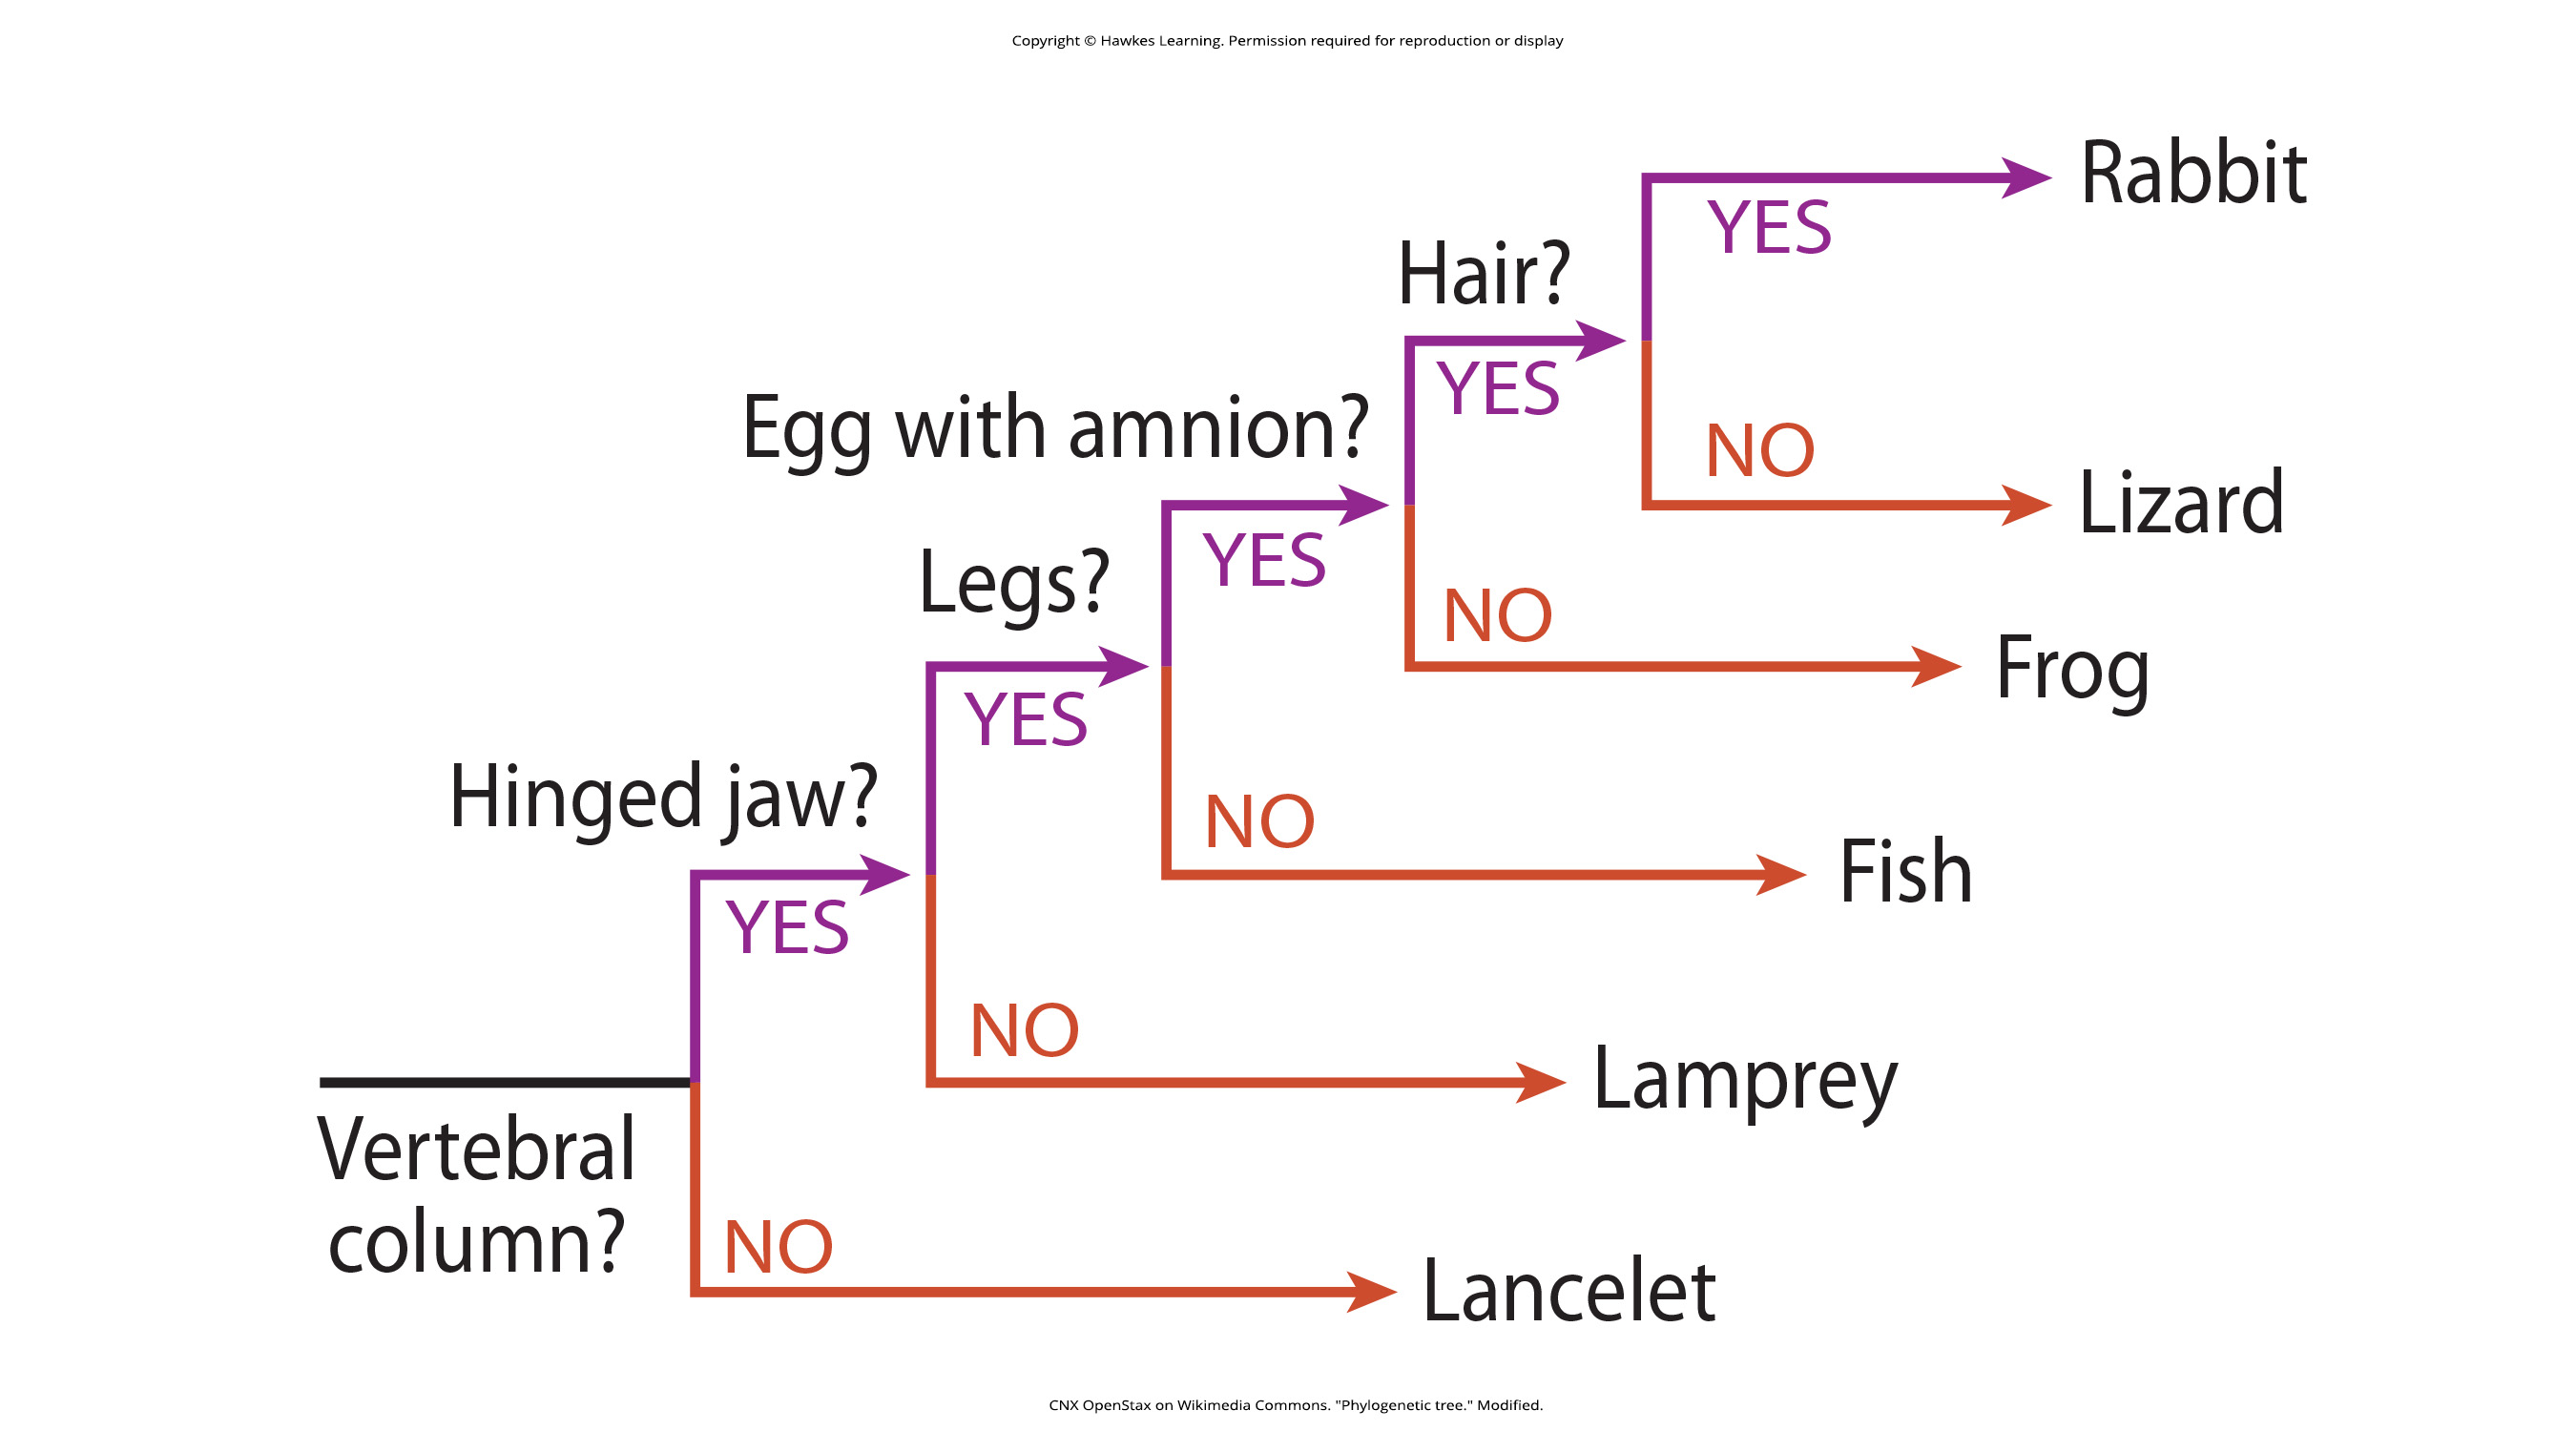 Copyright © Hawkes Learning. Permission required for reproduction or display
Rabbit
YES
Hair?
YES
NO
Egg with amnion?
Lizard
YES
Legs?
NO
Frog
YES
Hinged jaw?
NO
Fish
YES
NO
Lamprey
Vertebral
column?
NO
Lancelet
CNX OpenStax on Wikimedia Commons. "Phylogenetic tree." Modified.